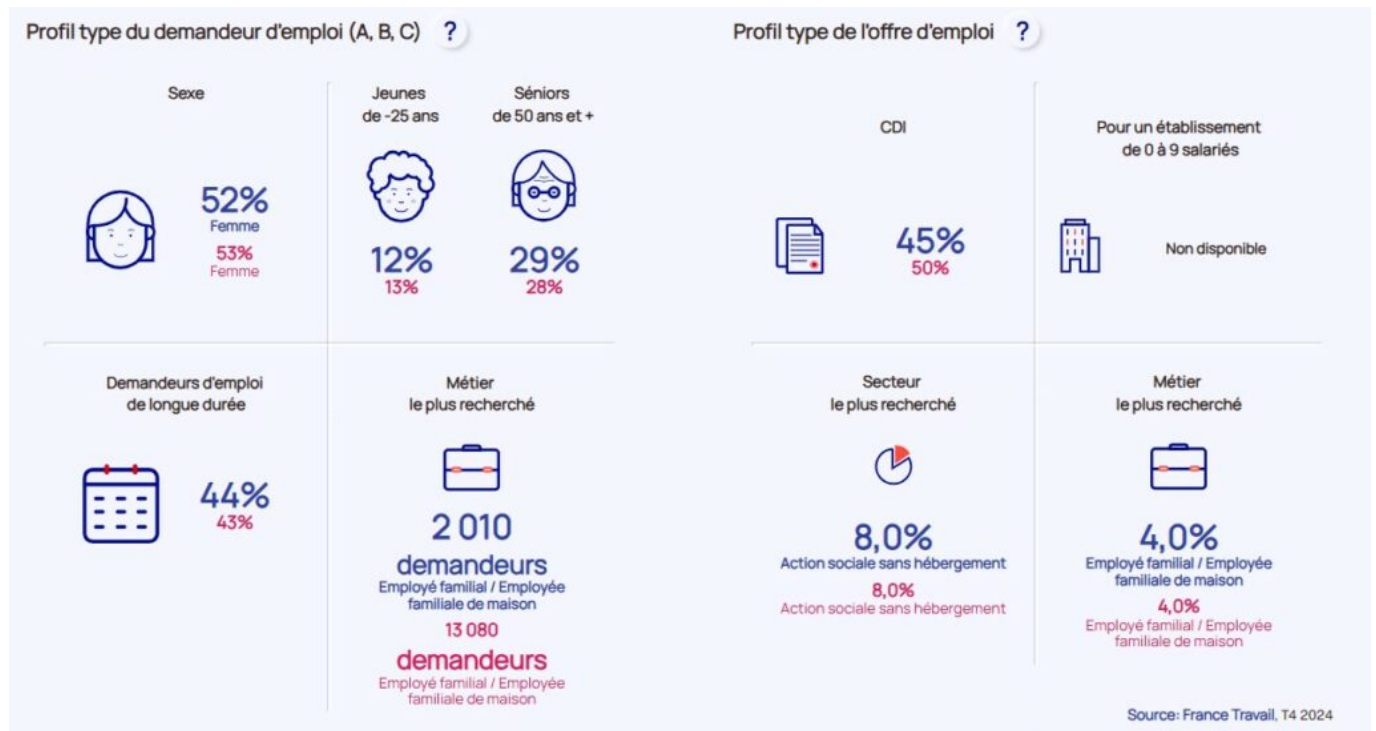 Profil type du demandeur d'emploi (A, B, C) ?
Sexe
52%
Femme
53%
Femme
Jeunes
de -25 ans
12%
13%
Séniors
de 50 ans et +
29%
28%
Demandeurs d'emploi
de longue durée
44%
43%
Métier
le plus recherché
2 010
demandeurs
Employé familial / Employée
familiale de maison
13 080
demandeurs
Employé familial / Employée
familiale de maison
Profil type de l'offre d'emploi ?
CDI
45%
50%
Pour un établissement
de 0 à 9 salariés
Non disponible
Secteur
le plus recherché
8,0%
Action sociale sans hébergement
8,0%
Action sociale sans hébergement
Métier
le plus recherché
4,0%
Employé familial / Employée
familiale de maison
4,0%
Employé familial / Employée
familiale de maison
Source: France Travail, T4 2024